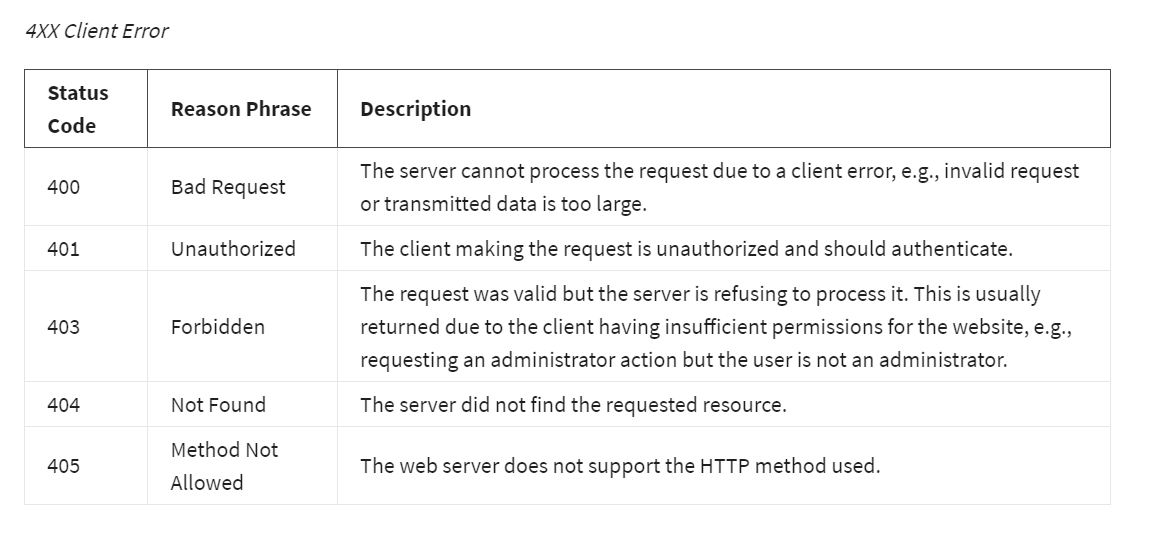 4XX Client Error
Status
Code
Reason Phrase
Description
400
Bad Request
The server cannot process the request due to a client error, e.g., invalid request
or transmitted data is too large.
401
Unauthorized
The client making the request is unauthorized and should authenticate.
403
Forbidden
The request was valid but the server is refusing to process it. This is usually
returned due to the client having insufficient permissions for the website, e.g.,
requesting an administrator action but the user is not an administrator.
404
Not Found
The server did not find the requested resource.
405
Method Not
Allowed
The web server does not support the HTTP method used.